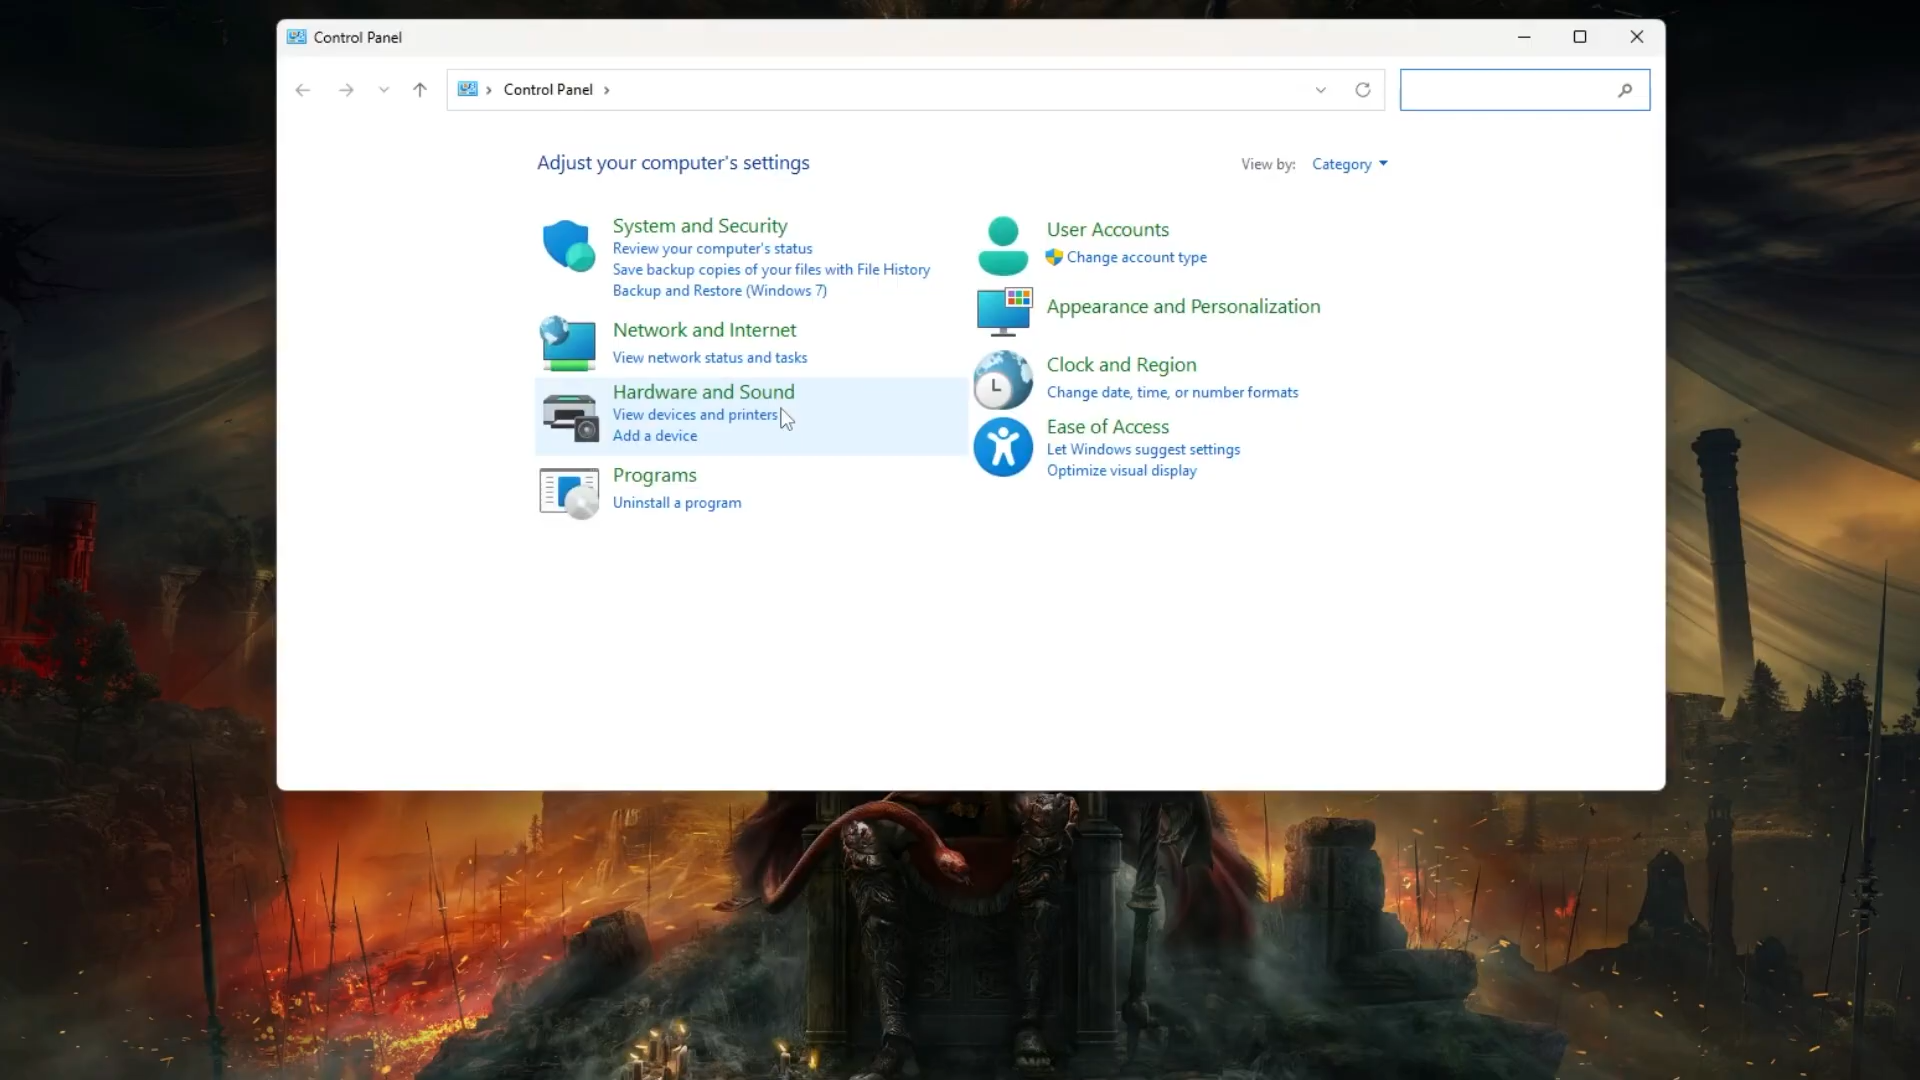 Control Panel
Control Panel
Adjust your computer's settings
View by: Category
System and Security
Review your computer's status
Save backup copies of your files with File History
Backup and Restore (Windows 7)
Network and Internet
View network status and tasks
Hardware and Sound
View devices and printers
Add a device
Programs
Uninstall a program
User Accounts
Change account type
Appearance and Personalization
Clock and Region
Change date, time, or number formats
Ease of Access
Let Windows suggest settings
Optimize visual display